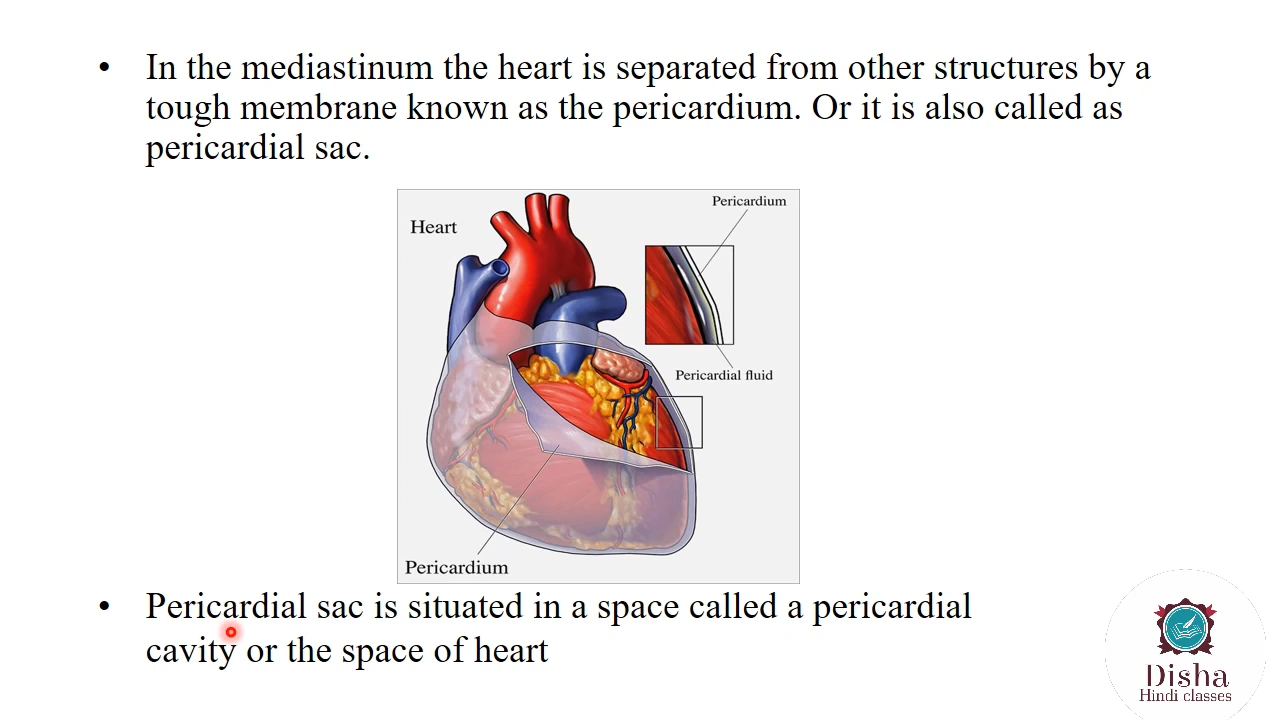 • In the mediastinum the heart is separated from other structures by a
tough membrane known as the pericardium. Or it is also called as
pericardial sac.
Heart
Pericardium
Pericardial fluid
Pericardium
• Pericardial sac is situated in a space called a pericardial
cavity or the space of heart
Disha
Hindi classes